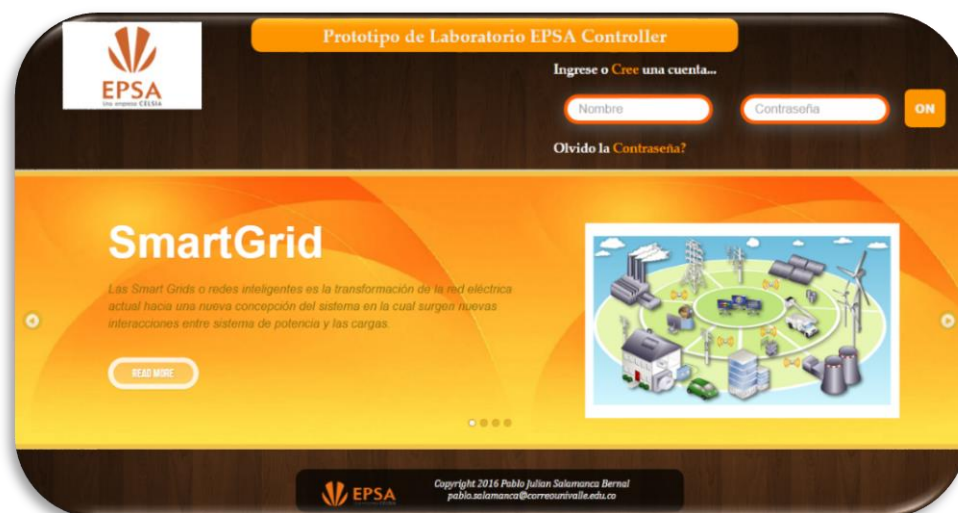 Prototipo de Laboratorio EPSA Controller
EPSA
Una empresa CELSIA
Ingrese o Cree una cuenta...
Nombre
Contraseña
ON
Olvido la Contraseña?
SmartGrid
Las Smart Grids o redes inteligentes es la transformación de la red eléctrica
actual hacia una nueva concepción del sistema en la cual surgen nuevas
interacciones entre sistema de potencia y las cargas.
READ MORE
EPSA
Copyright 2016 Pablo Julian Salamanca Bernal
pablo.salamanca@correounivalle.edu.co